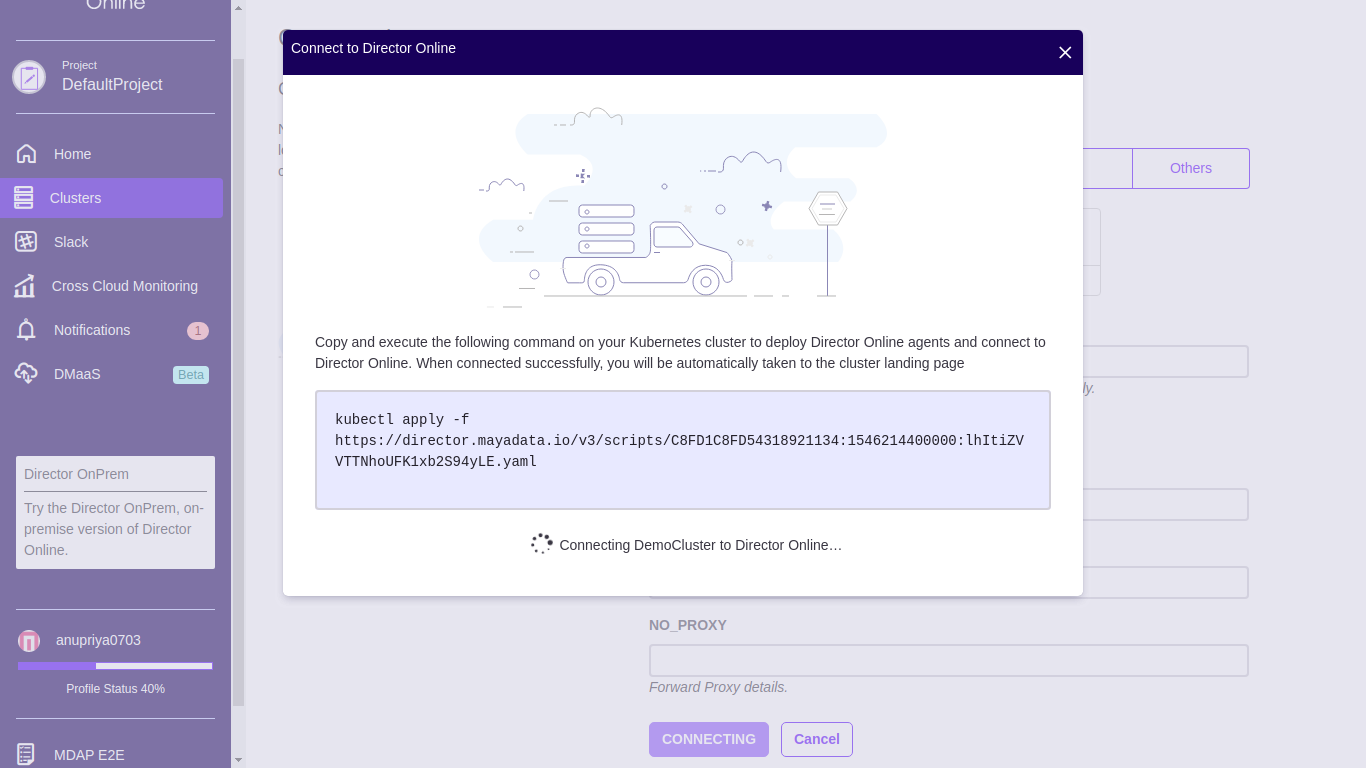 Online
Project
DefaultProject
Home
Clusters
Slack
Cross Cloud Monitoring
Notifications 1
DMaaS Beta
Director OnPrem
Try the Director OnPrem, on-
premise version of Director
Online.
anupriya0703
Profile Status 40%
MDAP E2E
Connect to Director Online
Copy and execute the following command on your Kubernetes cluster to deploy Director Online agents and connect to
Director Online. When connected successfully, you will be automatically taken to the cluster landing page
kubectl apply -f
https://director.mayadata.io/v3/scripts/C8FD1C8FD54318921134:1546214400000:lhItiZV
VTTNhoUFK1xb2S94yLE.yaml
Connecting DemoCluster to Director Online…
Others
NO_PROXY
Forward Proxy details.
CONNECTING Cancel